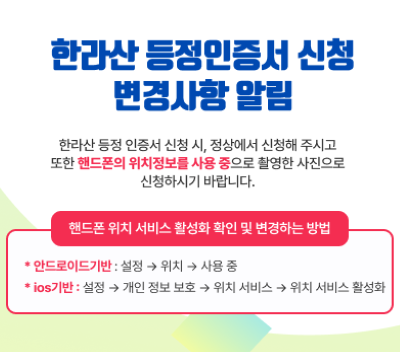 한라산 등정인증서 신청
변경사항 알림
한라산 등정 인증서 신청 시, 정상에서 신청해 주시고
또한 핸드폰의 위치정보를 사용 중으로 촬영한 사진으로
신청하시기 바랍니다.
핸드폰 위치 서비스 활성화 확인 및 변경하는 방법
* 안드로이드기반 : 설정 → 위치 → 사용 중
* ios기반 : 설정 → 개인 정보 보호 → 위치 서비스 → 위치 서비스 활성화